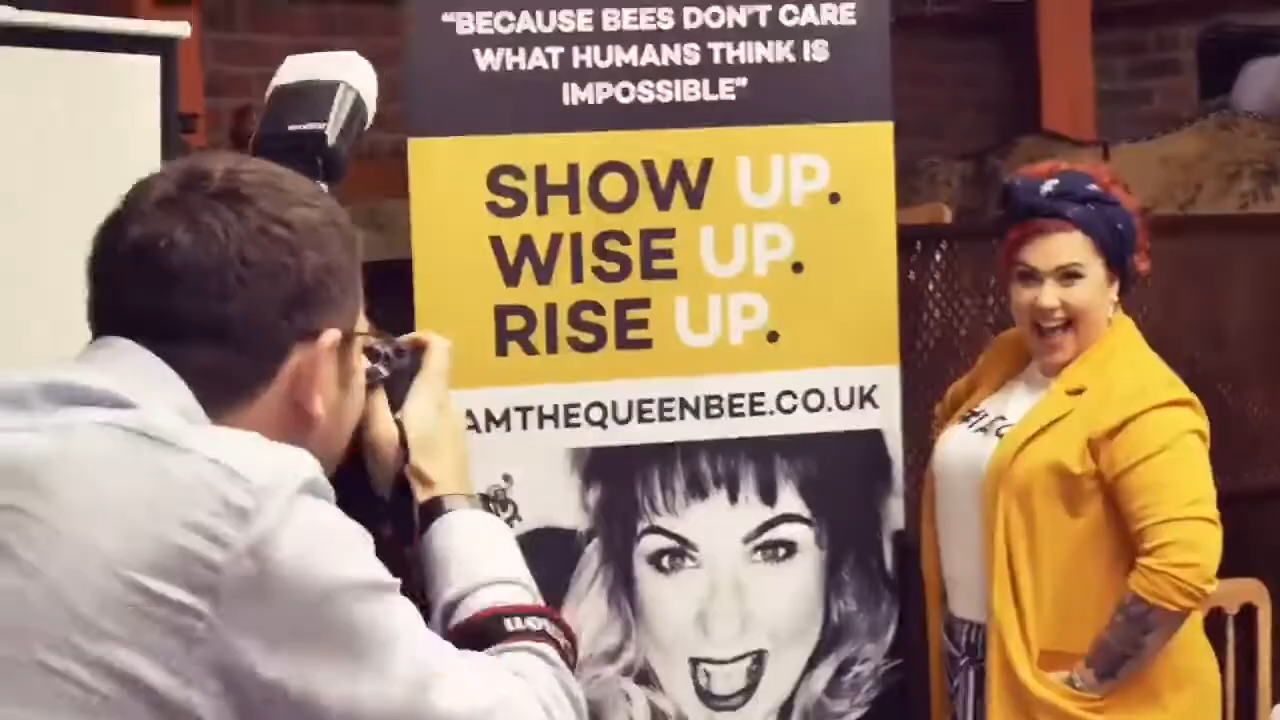 “BECAUSE BEES DON'T CARE
WHAT HUMANS THINK IS
IMPOSSIBLE”
SHOW UP.
WISE UP.
RISE UP.
AMTHEQUEENBEE.CO.UK